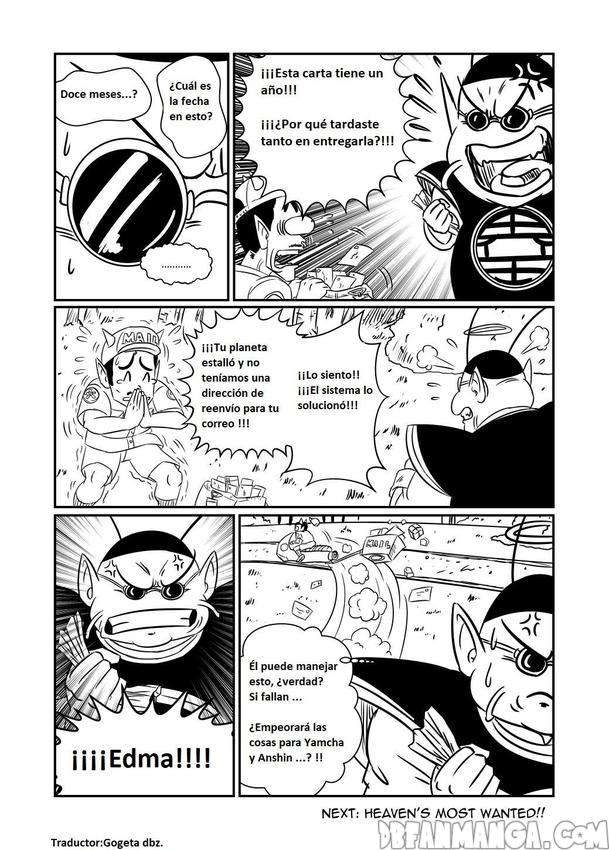 Doce meses...?
¿Cuál es
la fecha
en esto?
...........
¡¡¡Esta carta tiene un
año!!!
¡¡¡¿Por qué tardaste
tanto en entregarla?!!!
MAIL
¡¡¡Tu planeta
estalló y no
teníamos una
dirección de
reenvío para tu
correo !!!
¡¡Lo siento!!
¡¡¡El sistema lo
solucionó!!!
¡¡¡¡Edma!!!!
MAIL
Él puede manejar
esto, ¿verdad?
Si fallan ...
¿Empeorará las
cosas para Yamcha
y Anshin ...? !!
NEXT: HEAVEN'S MOST WANTED!!
Traductor:Gogeta dbz.
DBFANMANGA.COM